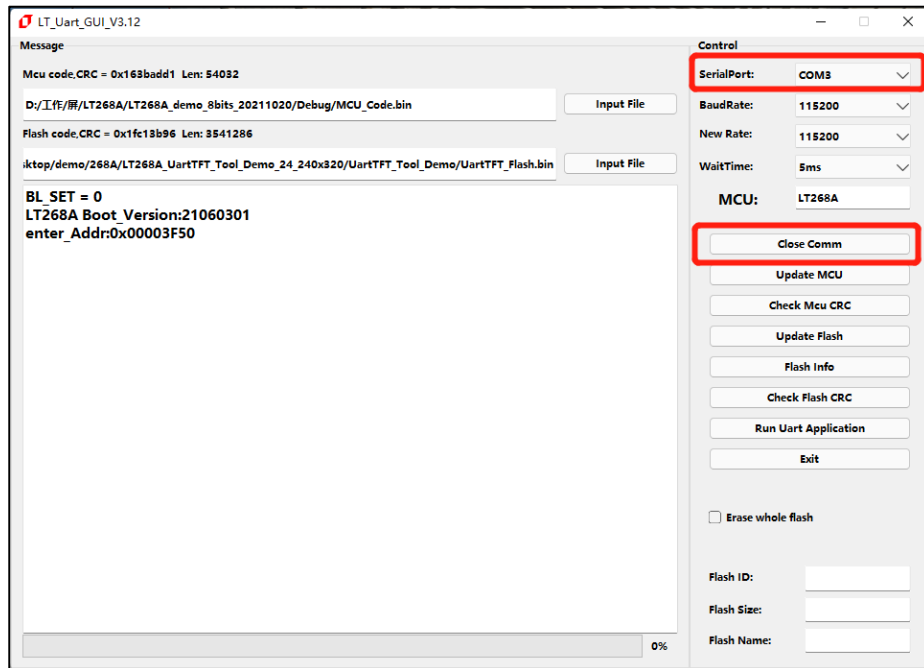 LT_Uart_GUI_V3.12
Message
Mcu code,CRC = 0x163badd1 Len: 54032
D:/工作/屏/LT268A/LT268A_demo_8bits_20211020/Debug/MCU_Code.bin
Input File
Flash code,CRC = 0x1fc13b96 Len: 3541286
sktop/demo/268A/LT268A_UartTFT_Tool_Demo_24_240x320/UartTFT_Tool_Demo/UartTFT_Flash.bin
Input File
BL_SET = 0
LT268A Boot_Version:21060301
enter_Addr:0x00003F50
0%
Control
SerialPort: COM3
BaudRate: 115200
New Rate: 115200
WaitTime: 5ms
MCU: LT268A
Close Comm
Update MCU
Check Mcu CRC
Update Flash
Flash Info
Check Flash CRC
Run Uart Application
Exit
Erase whole flash
Flash ID:
Flash Size:
Flash Name: